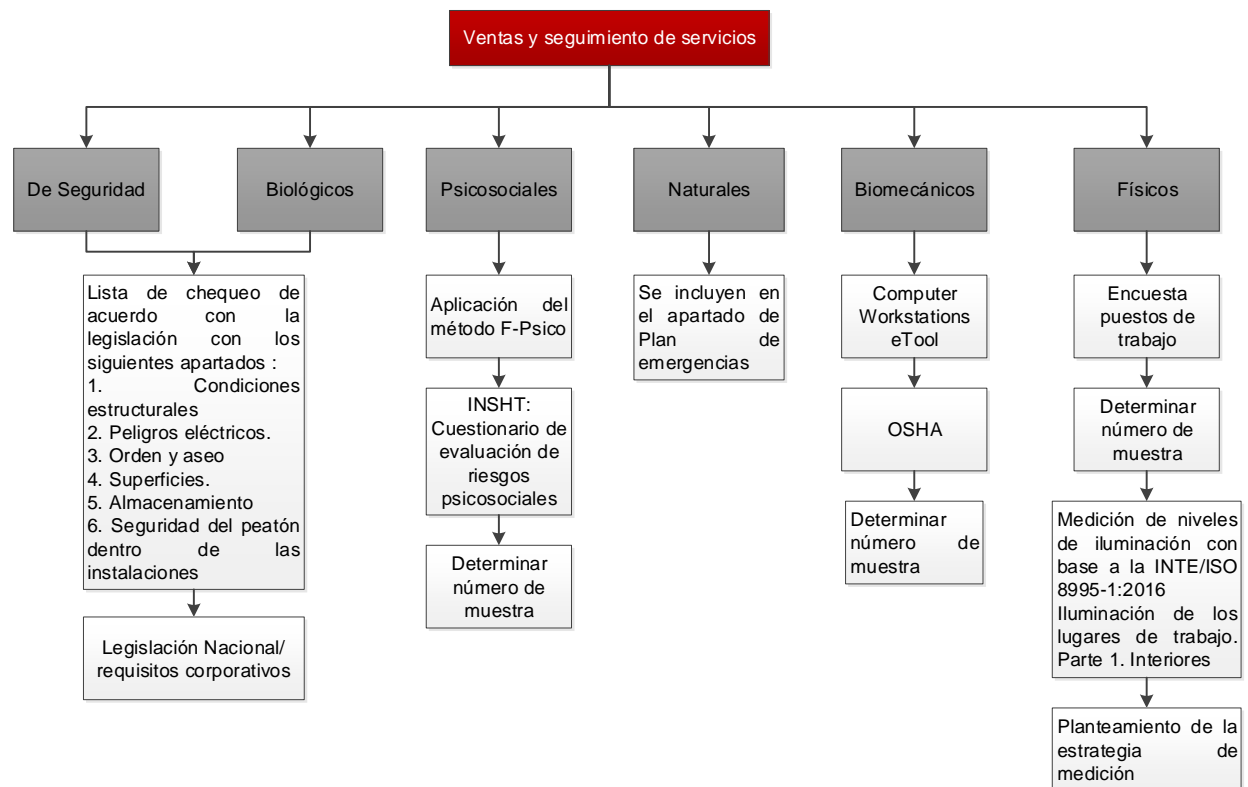 Ventas y seguimiento de servicios
De Seguridad
Biológicos
Psicosociales
Naturales
Biomecánicos
Físicos
Lista de chequeo de
acuerdo con la
legislación con los
siguientes apartados :
1. Condiciones
estructurales
2. Peligros eléctricos.
3. Orden y aseo
4. Superficies.
5. Almacenamiento
6. Seguridad del peatón
dentro de las
instalaciones
Legislación Nacional/
requisitos corporativos
Aplicación del
método F-Psico
INSHT:
Cuestionario de
evaluación de
riesgos
psicosociales
Determinar
número de
muestra
Se incluyen en
el apartado de
Plan de
emergencias
Computer
Workstations
eTool
OSHA
Determinar
número de
muestra
Encuesta
puestos de
trabajo
Determinar
número de
muestra
Medición de niveles
de iluminación con
base a la INTE/ISO
8995-1:2016
Iluminación de los
lugares de trabajo.
Parte 1. Interiores
Planteamiento de la
estrategia de
medición